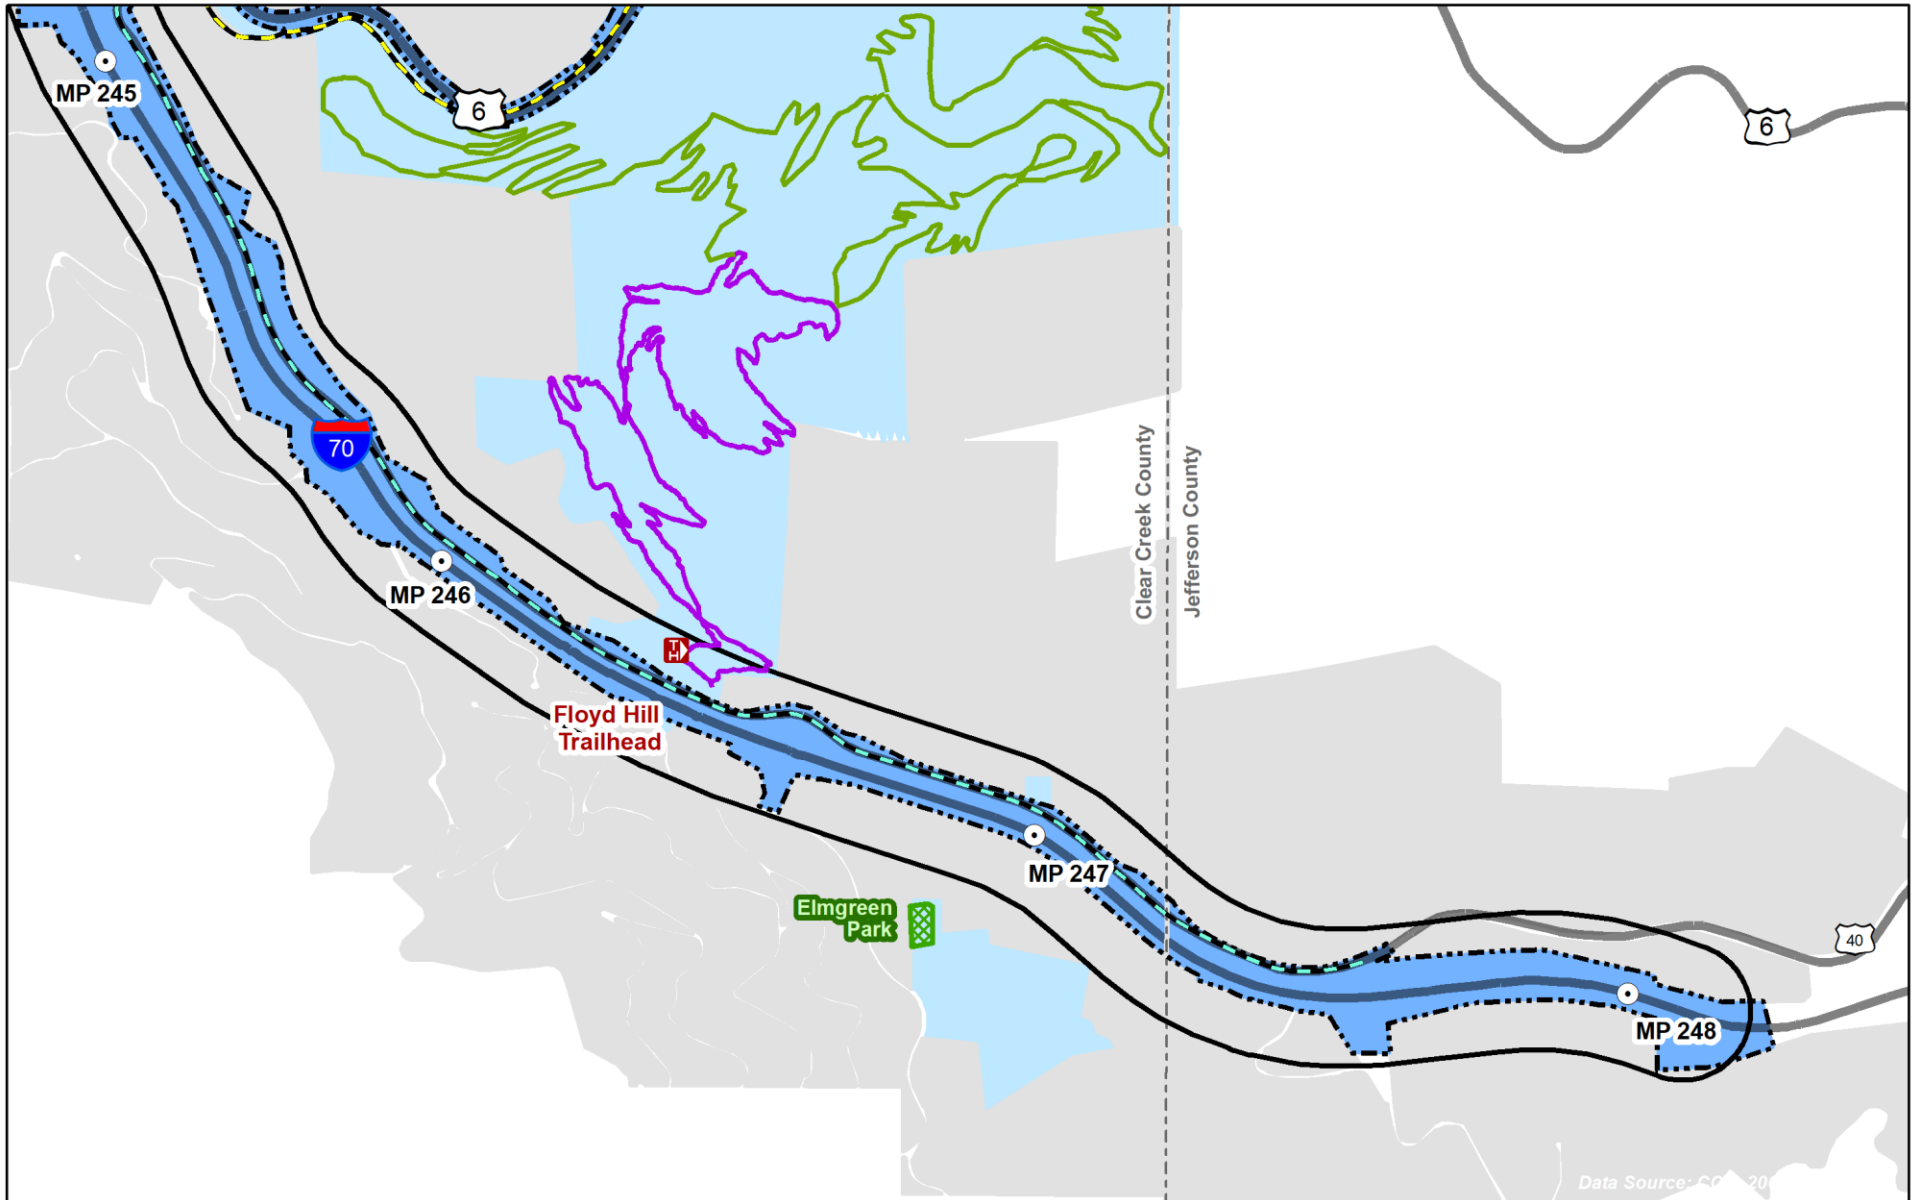 MP 245
6
6
70
Clear Creek County
Jefferson County
MP 246
T
H
Floyd Hill
Trailhead
MP 247
Elmgreen
Park
40
MP 248
Data Source: